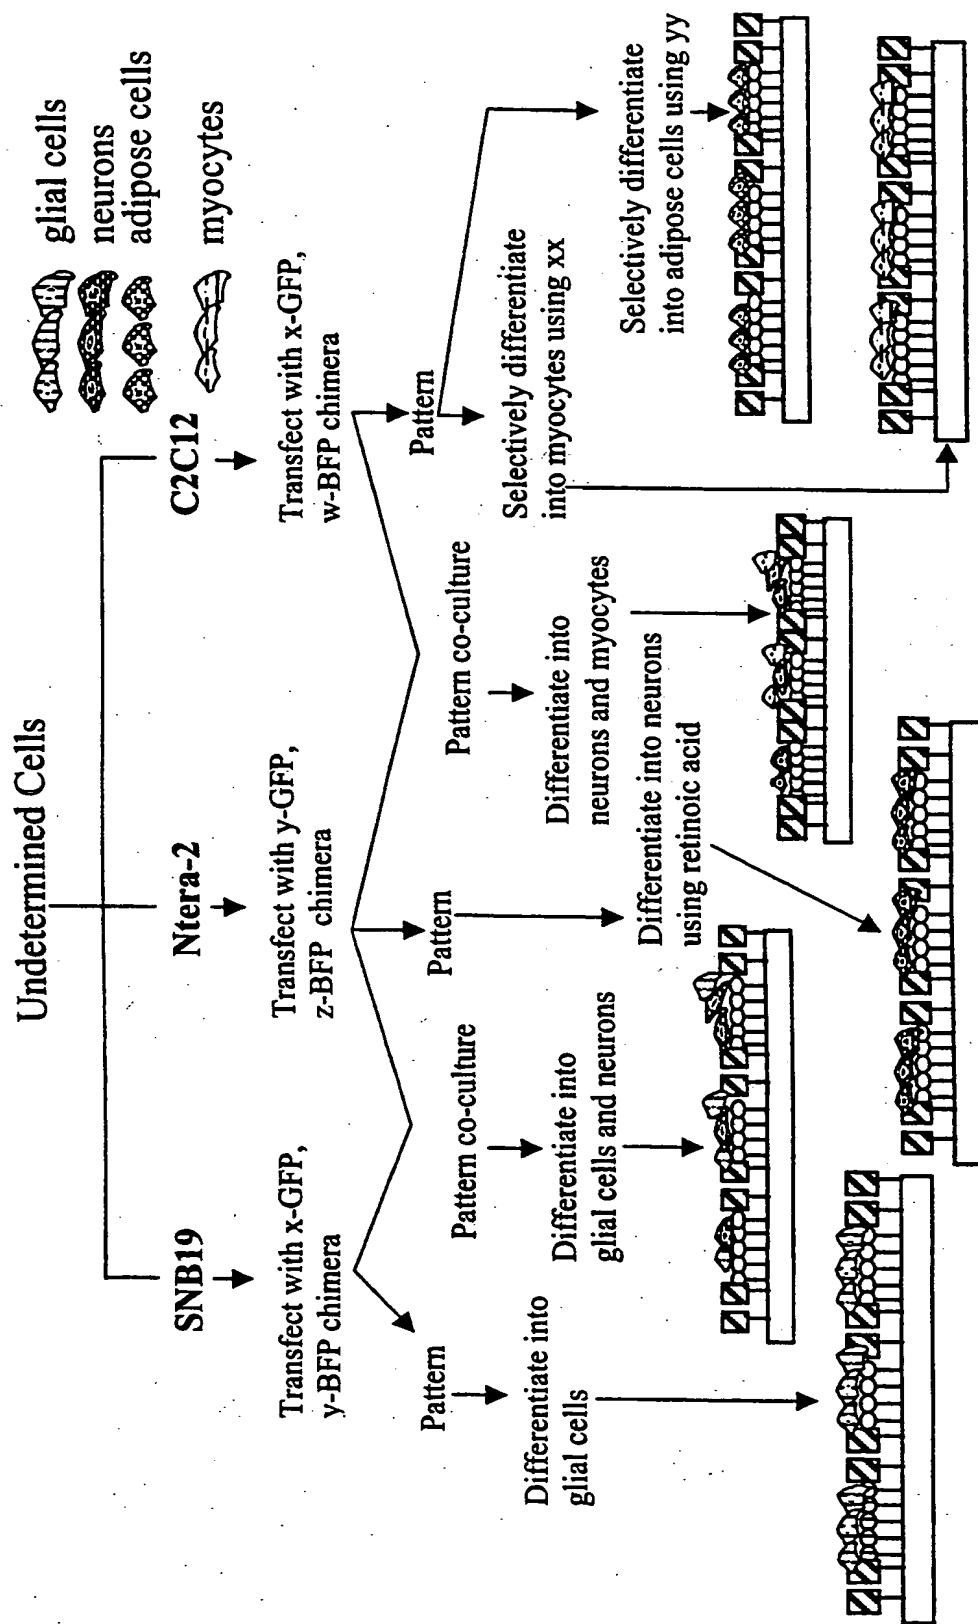 Undetermined Cells
glial cells
neurons
adipose cells
myocytes
SNB19
Ntera-2
C2C12
Transfect with x-GFP,
y-BFP chimera
Transfect with y-GFP,
z-BFP chimera
Transfect with x-GFP,
w-BFP chimera
Pattern
Pattern co-culture
Pattern
Pattern co-culture
Pattern
Differentiate into
glial cells
Differentiate into
glial cells and neurons
Differentiate into neurons
using retinoic acid
Differentiate into
neurons and myocytes
Selectively differentiate
into myocytes using xx
Selectively differentiate
into adipose cells using yy